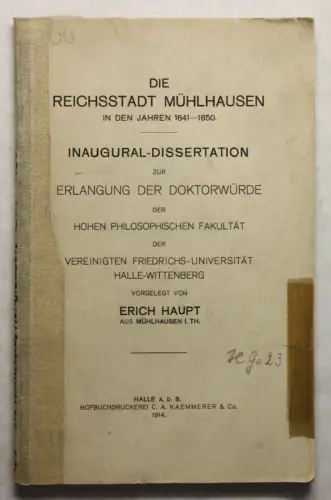 DIE
REICHSSTADT MÜHLHAUSEN
IN DEN JAHREN 1641—1650.
INAUGURAL-DISSERTATION
ZUR
ERLANGUNG DER DOKTORWÜRDE
DER
HOHEN PHILOSOPHISCHEN FAKULTÄT
DER
VEREINIGTEN FRIEDRICHS-UNIVERSITÄT
HALLE-WITTENBERG
VORGELEGT VON
ERICH HAUPT
AUS MÜHLHAUSEN I. TH.
HALLE A. D. S.
HOFBUCHDRUCKEREI C. A. KAEMMERER & Co.
1914.